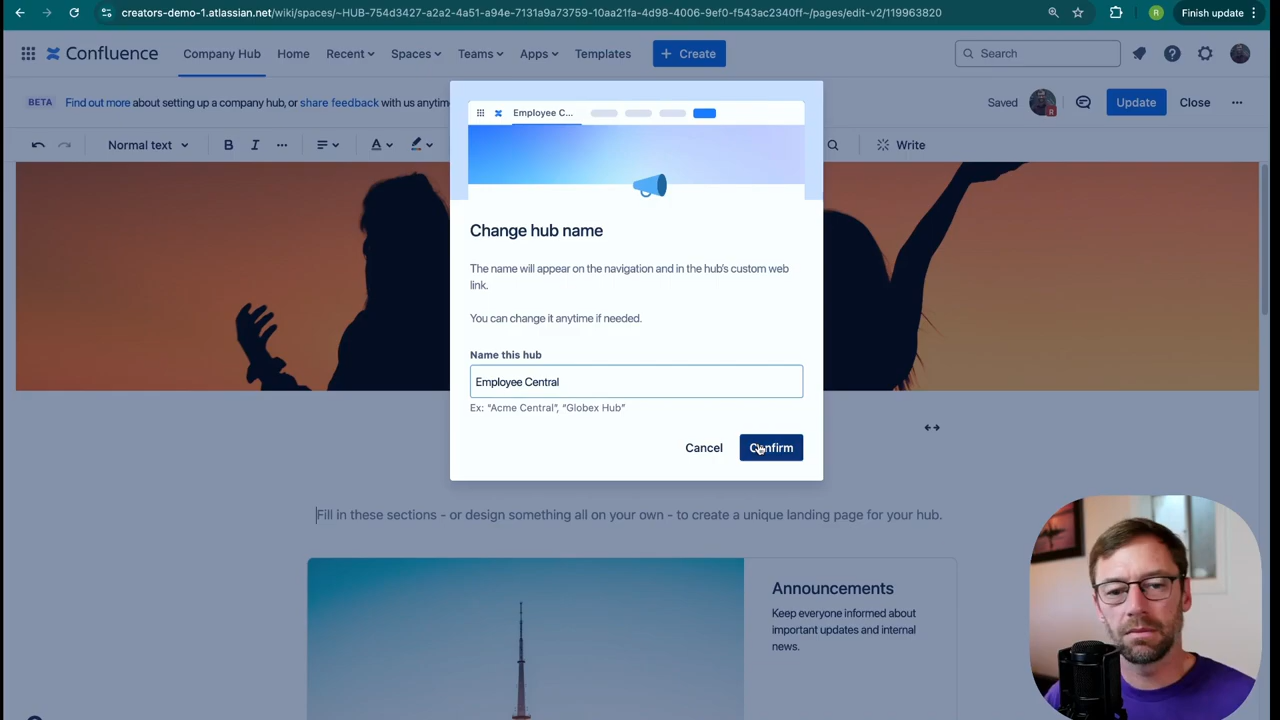 creators-demo-1.atlassian.net/wiki/spaces/~HUB-754d3427-a2a2-4a51-a94e-7131a9a73759-10aa21fa-4d98-4006-9ef0-f543ac2340ff~/pages/edit-v2/119963820
R
Finish update
Confluence
Company Hub
Home
Recent
Spaces
Teams
Apps
Templates
+ Create
Search
BETA
Find out more about setting up a company hub, or share feedback with us anytime
Saved
R
Update
Close
Normal text
B
I
A
Write
Employee C...
Change hub name
The name will appear on the navigation and in the hub's custom web
link.
You can change it anytime if needed.
Name this hub
Employee Central
Ex: "Acme Central", "Globex Hub"
Cancel
Confirm
Fill in these sections - or design something all on your own - to create a unique landing page for your hub.
Announcements
Keep everyone informed about
important updates and internal
news.